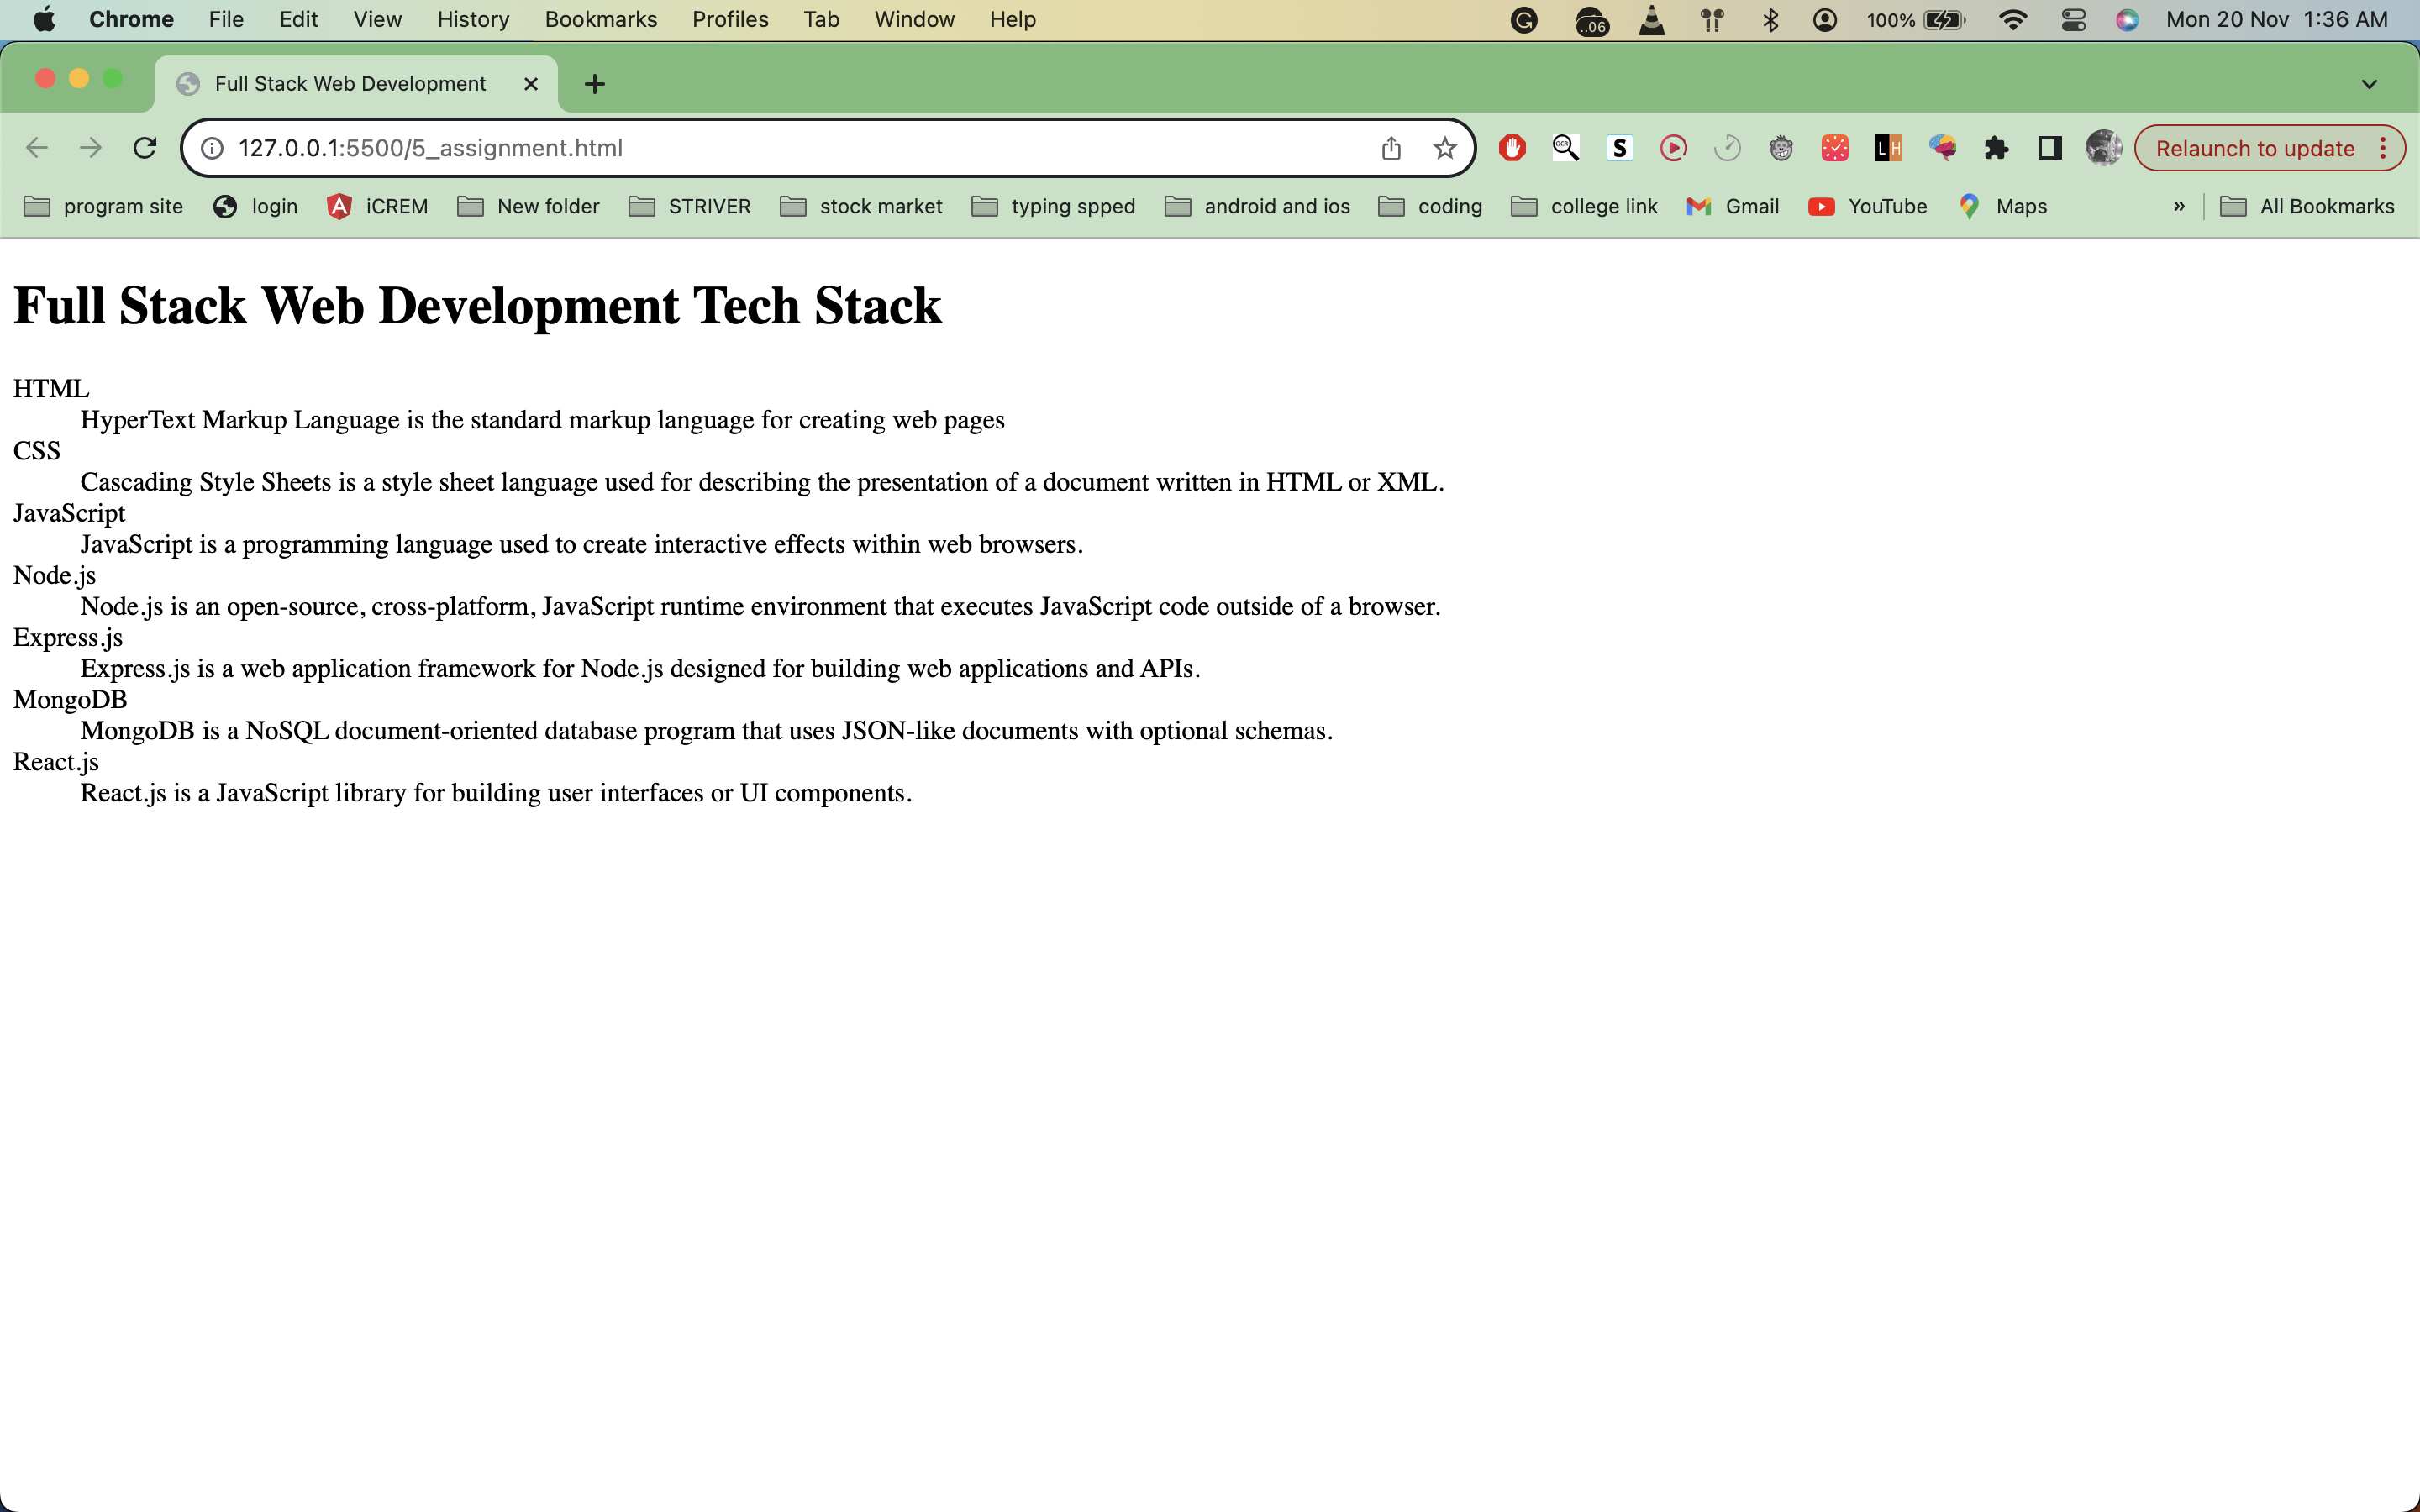 Chrome File Edit View History Bookmarks Profiles Tab Window Help ..06 100% Mon 20 Nov 1:36 AM
Full Stack Web Development
127.0.0.1:5500/5_assignment.html OCR S L H Relaunch to update
program site login iCREM New folder STRIVER stock market typing spped android and ios coding college link Gmail YouTube Maps » All Bookmarks
Full Stack Web Development Tech Stack
HTML
HyperText Markup Language is the standard markup language for creating web pages
CSS
Cascading Style Sheets is a style sheet language used for describing the presentation of a document written in HTML or XML.
JavaScript
JavaScript is a programming language used to create interactive effects within web browsers.
Node.js
Node.js is an open-source, cross-platform, JavaScript runtime environment that executes JavaScript code outside of a browser.
Express.js
Express.js is a web application framework for Node.js designed for building web applications and APIs.
MongoDB
MongoDB is a NoSQL document-oriented database program that uses JSON-like documents with optional schemas.
React.js
React.js is a JavaScript library for building user interfaces or UI components.